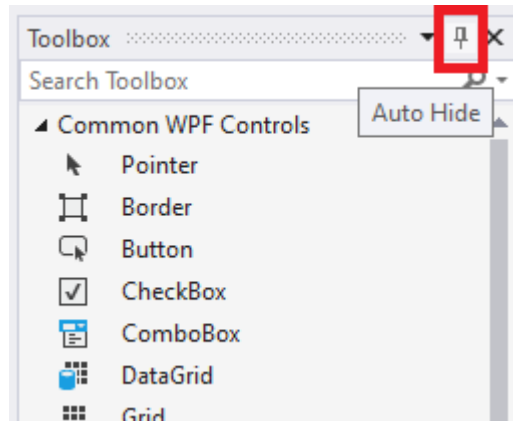 Toolbox
Search Toolbox
Auto Hide
Common WPF Controls
Pointer
Border
Button
CheckBox
ComboBox
DataGrid
Grid